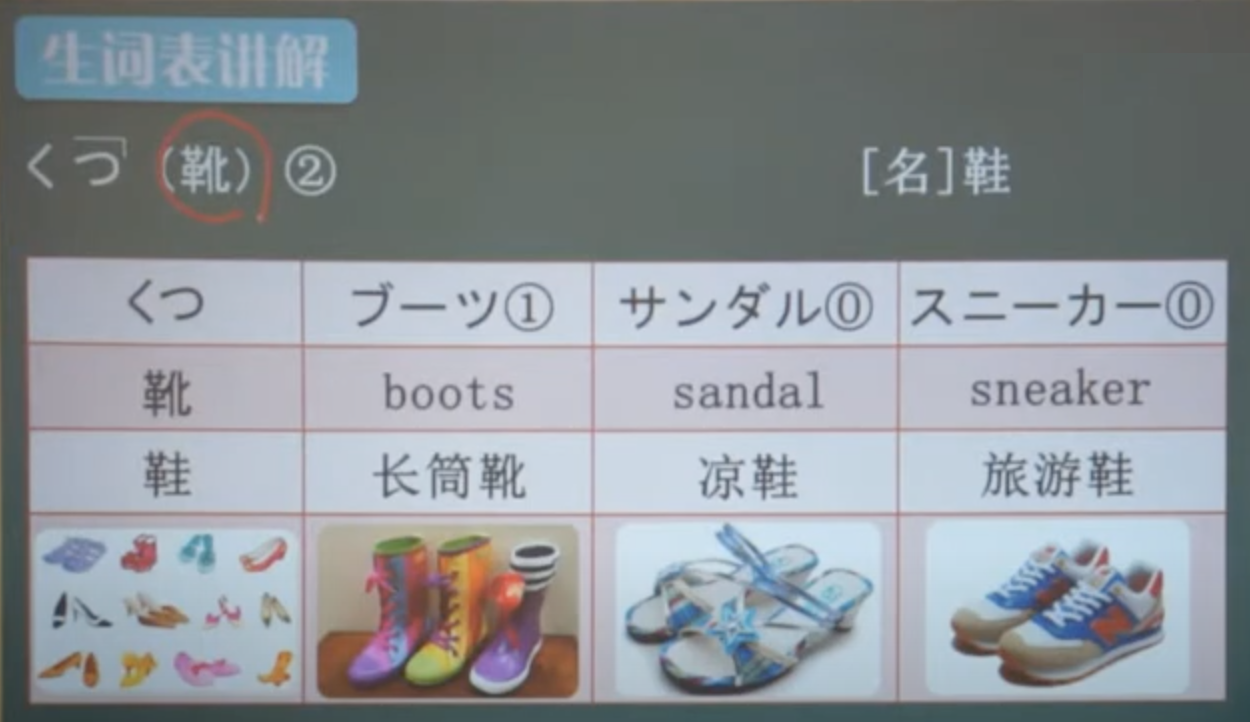 生词表讲解
くつ（靴）② [名]鞋
くつ ブーツ① サンダル⓪ スニーカー⓪
靴 boots sandal sneaker
鞋 长筒靴 凉鞋 旅游鞋